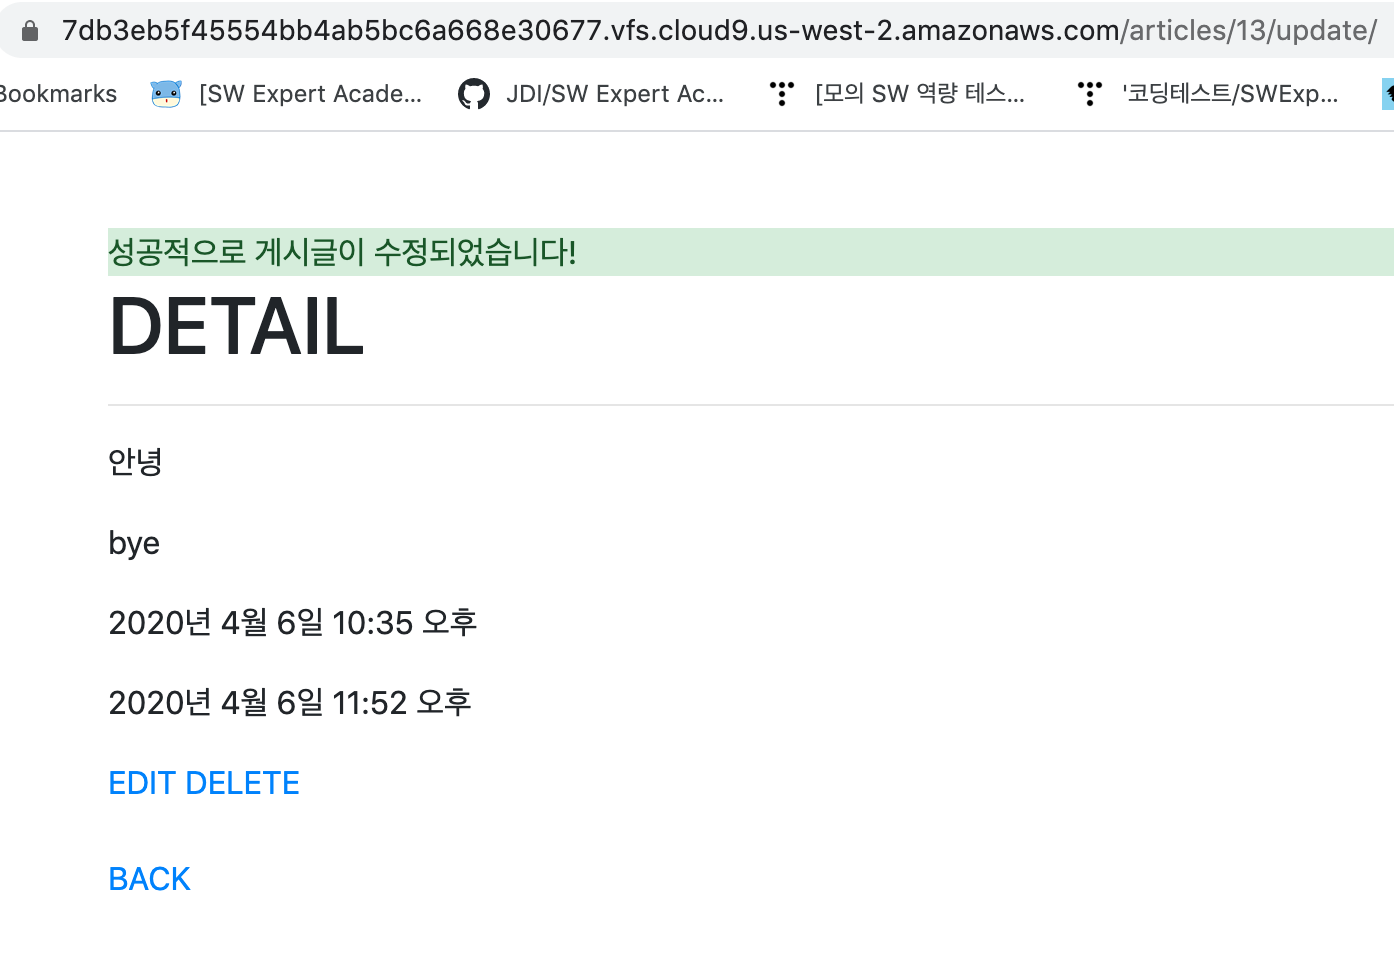 7db3eb5f45554bb4ab5bc6a668e30677.vfs.cloud9.us-west-2.amazonaws.com/articles/13/update/
Bookmarks [SW Expert Acade... JDI/SW Expert Ac... [모의 SW 역량 테스... '코딩테스트/SWExp...
성공적으로 게시글이 수정되었습니다!
DETAIL
안녕
bye
2020년 4월 6일 10:35 오후
2020년 4월 6일 11:52 오후
EDIT DELETE
BACK